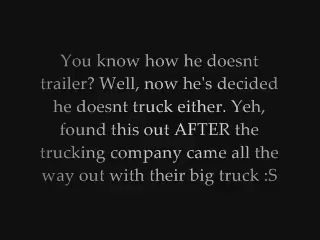 You know how he doesnt
trailer? Well, now he's decided
he doesnt truck either. Yeh,
found this out AFTER the
trucking company came all the
way out with their big truck :S